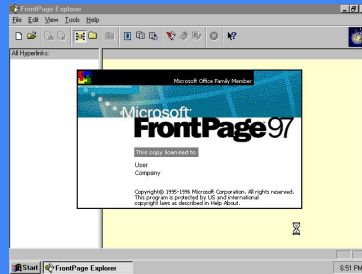 FrontPage Explorer
File Edit View Tools Help
All Hyperlinks:
Microsoft Office Family Member
Microsoft
FrontPage 97
This copy licensed to:
User
Company
Copyright© 1995-1996 Microsoft Corporation. All rights reserved.
This program is protected by US and international
copyright laws as described in Help About.
Start FrontPage Explorer 6:51 PM